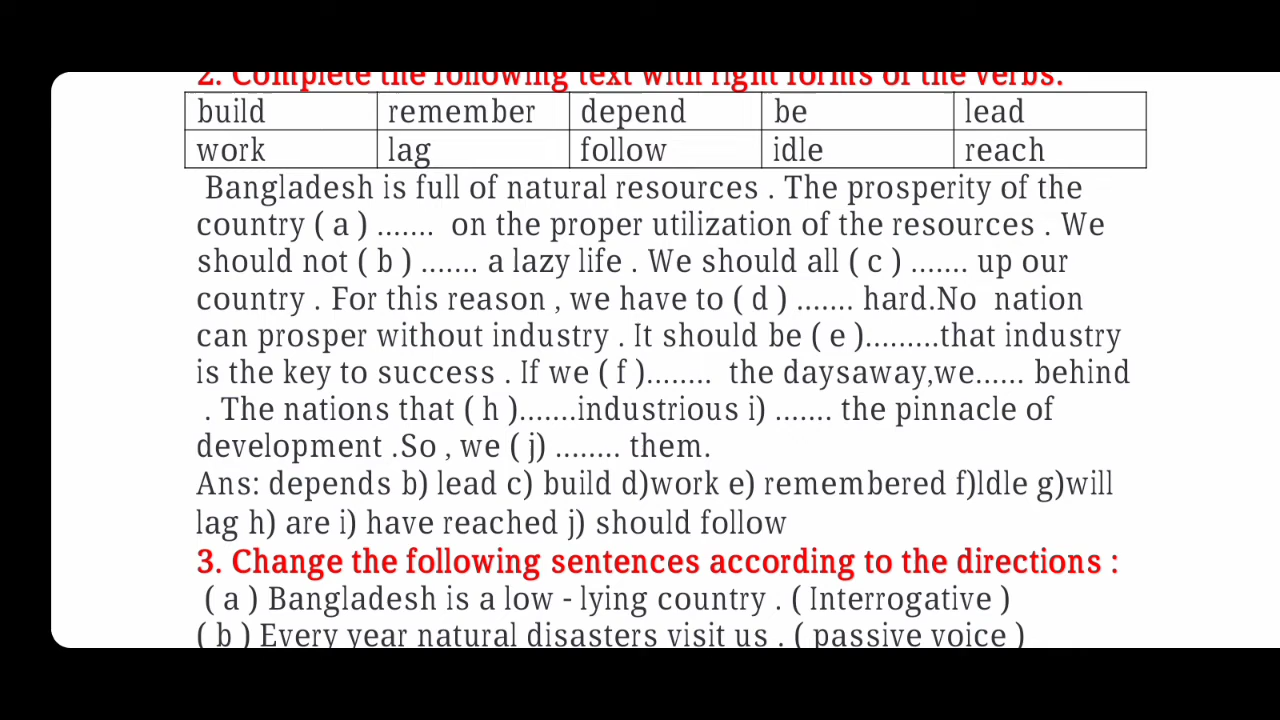 2. Complete the following text with right forms of the verbs.
build remember depend be lead
work lag follow idle reach
Bangladesh is full of natural resources . The prosperity of the
country ( a ) ....... on the proper utilization of the resources . We
should not ( b ) ....... a lazy life . We should all ( c ) ....... up our
country . For this reason , we have to ( d ) ....... hard.No nation
can prosper without industry . It should be ( e ).........that industry
is the key to success . If we ( f )........ the daysaway,we...... behind
. The nations that ( h ).......industrious i) ....... the pinnacle of
development .So , we ( j) ........ them.
Ans: depends b) lead c) build d)work e) remembered f)ldle g)will
lag h) are i) have reached j) should follow
3. Change the following sentences according to the directions :
( a ) Bangladesh is a low - lying country . ( Interrogative )
( b ) Every year natural disasters visit us . ( passive voice )